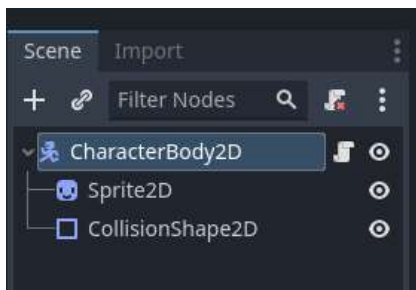 Scene Import
Filter Nodes
CharacterBody2D
Sprite2D
CollisionShape2D